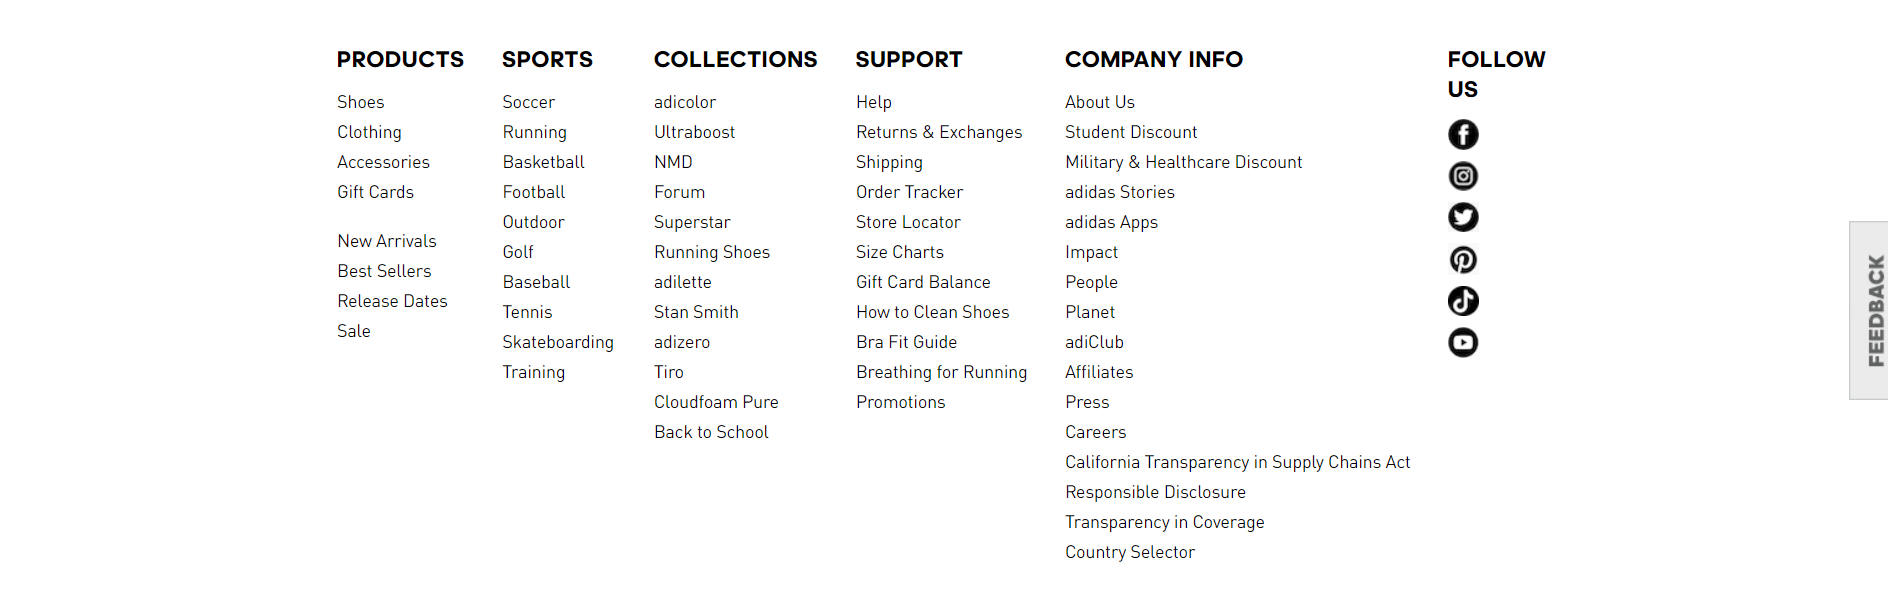 PRODUCTS
Shoes
Clothing
Accessories
Gift Cards
New Arrivals
Best Sellers
Release Dates
Sale
SPORTS
Soccer
Running
Basketball
Football
Outdoor
Golf
Baseball
Tennis
Skateboarding
Training
COLLECTIONS
adicolor
Ultraboost
NMD
Forum
Superstar
Running Shoes
adilette
Stan Smith
adizero
Tiro
Cloudfoam Pure
Back to School
SUPPORT
Help
Returns & Exchanges
Shipping
Order Tracker
Store Locator
Size Charts
Gift Card Balance
How to Clean Shoes
Bra Fit Guide
Breathing for Running
Promotions
COMPANY INFO
About Us
Student Discount
Military & Healthcare Discount
adidas Stories
adidas Apps
Impact
People
Planet
adiClub
Affiliates
Press
Careers
California Transparency in Supply Chains Act
Responsible Disclosure
Transparency in Coverage
Country Selector
FOLLOW
US
FEEDBACK